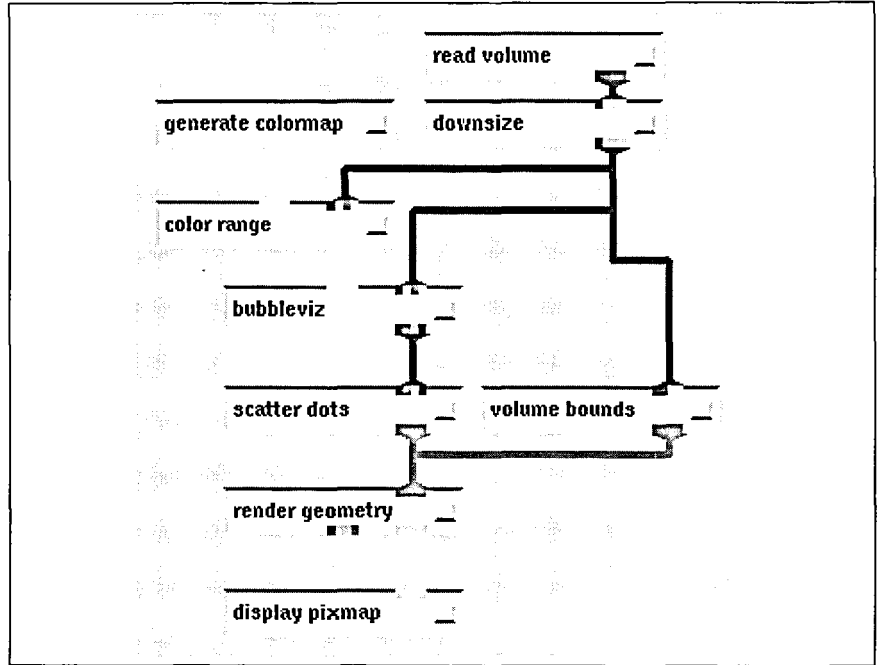 read volume
generate colormap
downsize
color range
bubbleviz
scatter dots
volume bounds
render geometry
display pixmap